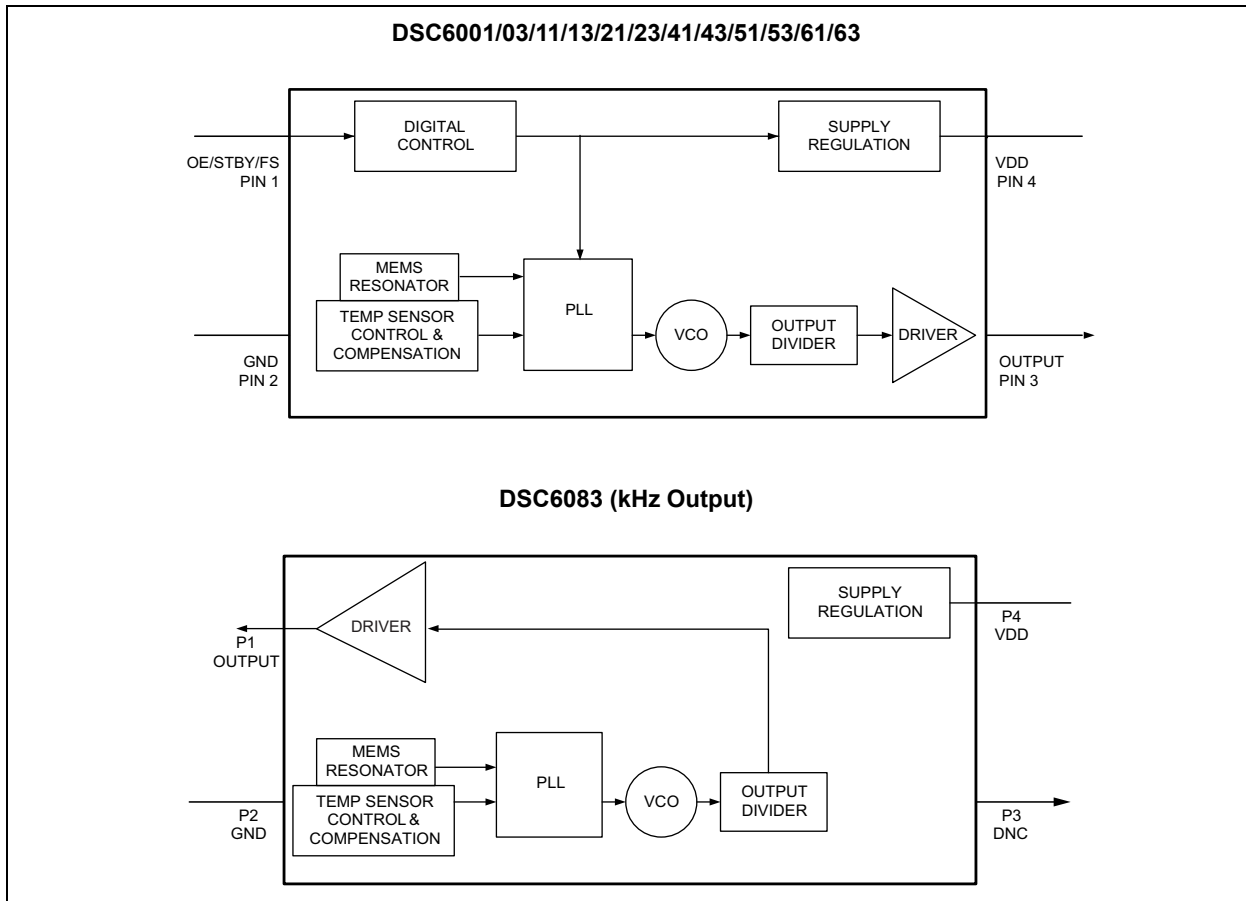 DSC6001/03/11/13/21/23/41/43/51/53/61/63
DIGITAL
CONTROL
SUPPLY
REGULATION
OE/STBY/FS
PIN 1
VDD
PIN 4
MEMS
RESONATOR
TEMP SENSOR
CONTROL &
COMPENSATION
PLL
VCO
OUTPUT
DIVIDER
DRIVER
GND
PIN 2
OUTPUT
PIN 3
DSC6083 (kHz Output)
SUPPLY
REGULATION
DRIVER
P1
OUTPUT
P4
VDD
MEMS
RESONATOR
TEMP SENSOR
CONTROL &
COMPENSATION
PLL
VCO
OUTPUT
DIVIDER
P2
GND
P3
DNC